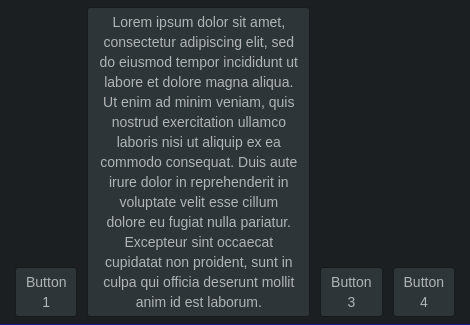 Lorem ipsum dolor sit amet,
consectetur adipiscing elit, sed
do eiusmod tempor incididunt ut
labore et dolore magna aliqua.
Ut enim ad minim veniam, quis
nostrud exercitation ullamco
laboris nisi ut aliquip ex ea
commodo consequat. Duis aute
irure dolor in reprehenderit in
voluptate velit esse cillum
dolore eu fugiat nulla pariatur.
Excepteur sint occaecat
cupidatat non proident, sunt in
culpa qui officia deserunt mollit
anim id est laborum.
Button
1
Button
3
Button
4